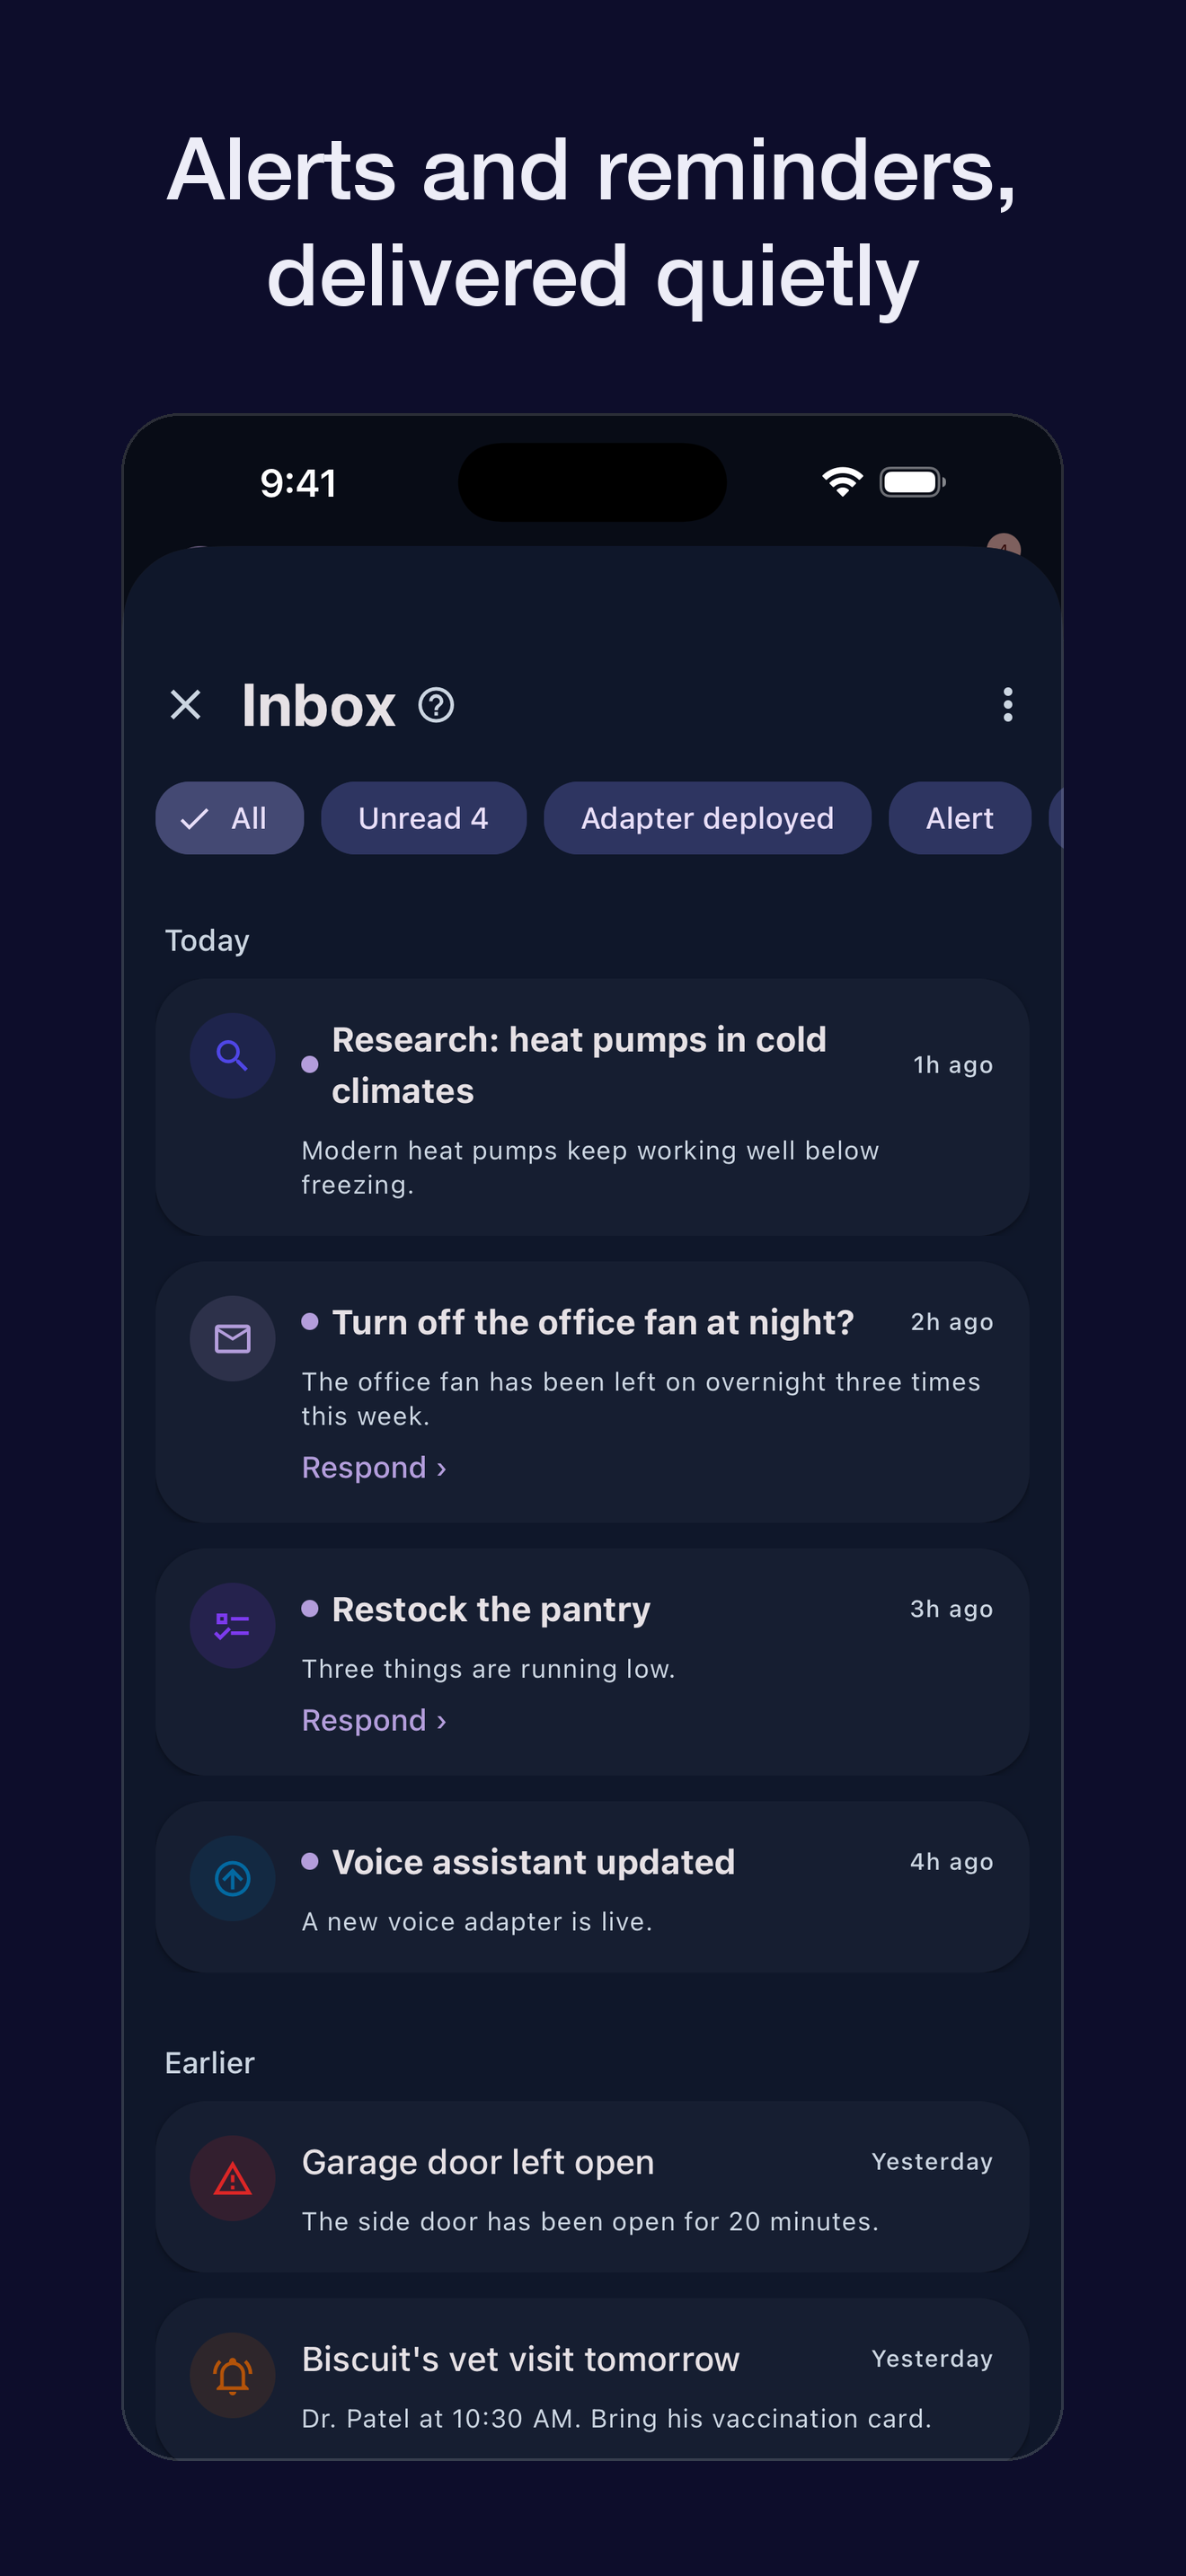 Alerts and reminders,
delivered quietly
9:41
Inbox
All
Unread 4
Adapter deployed
Alert
Today
Research: heat pumps in cold
climates
1h ago
Modern heat pumps keep working well below
freezing.
Turn off the office fan at night?
2h ago
The office fan has been left on overnight three times
this week.
Respond ›
Restock the pantry
3h ago
Three things are running low.
Respond ›
Voice assistant updated
4h ago
A new voice adapter is live.
Earlier
Garage door left open
Yesterday
The side door has been open for 20 minutes.
Biscuit's vet visit tomorrow
Yesterday
Dr. Patel at 10:30 AM. Bring his vaccination card.